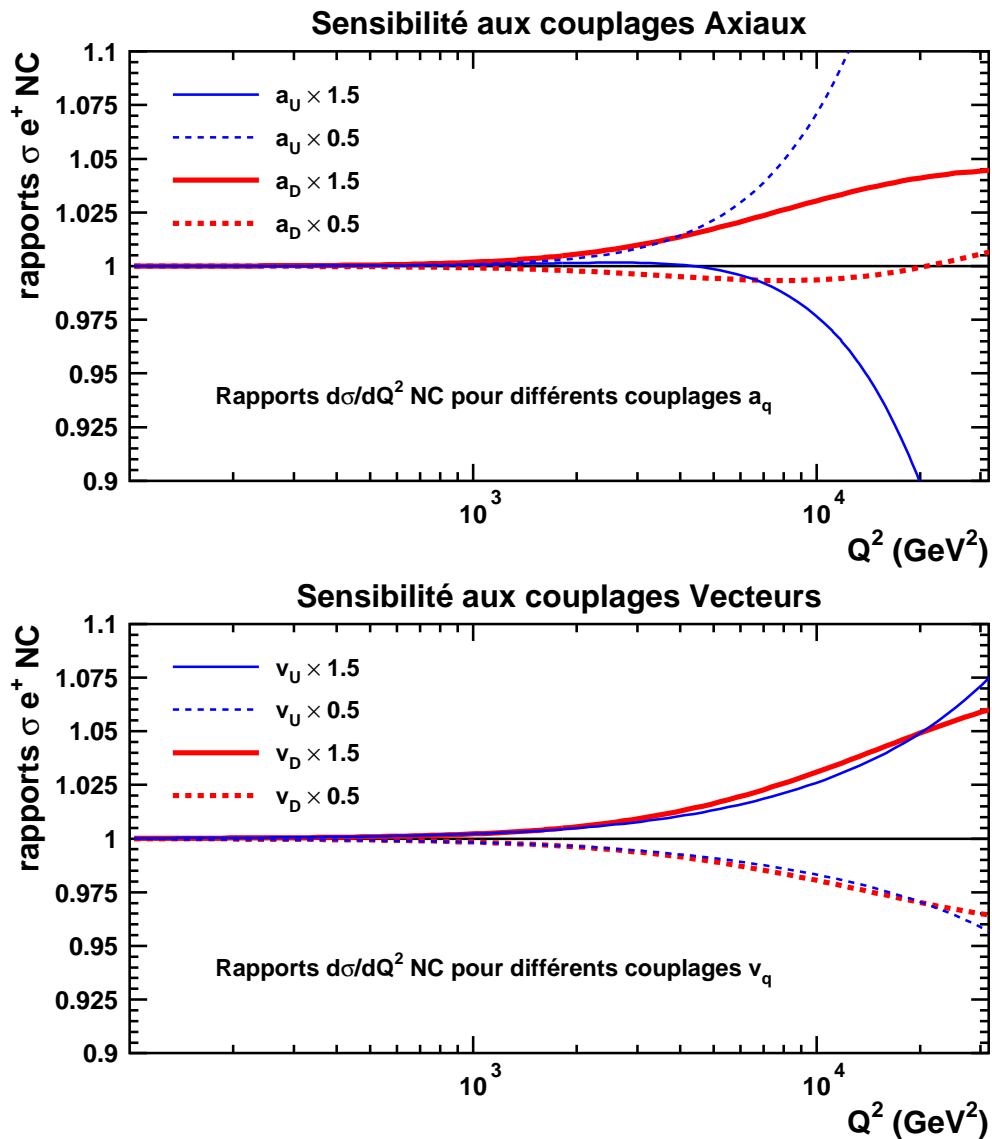 Sensibilité aux couplages Axiaux
rapports σ e⁺ NC
1.1
1.075
1.05
1.025
1
0.975
0.95
0.925
0.9
a_U × 1.5
a_U × 0.5
a_D × 1.5
a_D × 0.5
Rapports dσ/dQ² NC pour différents couplages a_q
10³
10⁴
Q² (GeV²)
Sensibilité aux couplages Vecteurs
rapports σ e⁺ NC
1.1
1.075
1.05
1.025
1
0.975
0.95
0.925
0.9
v_U × 1.5
v_U × 0.5
v_D × 1.5
v_D × 0.5
Rapports dσ/dQ² NC pour différents couplages v_q
10³
10⁴
Q² (GeV²)